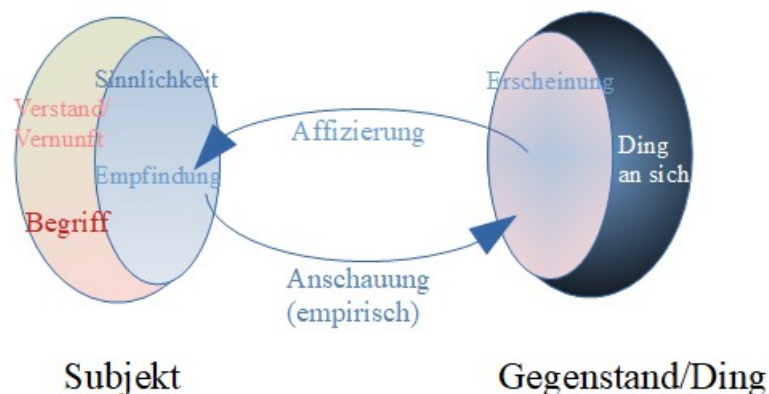 Sinnlichkeit
Verstand/
Vernunft
Empfindung
Begriff
Affizierung
Anschauung
(empirisch)
Erscheinung
Ding
an sich
Subjekt
Gegenstand/Ding